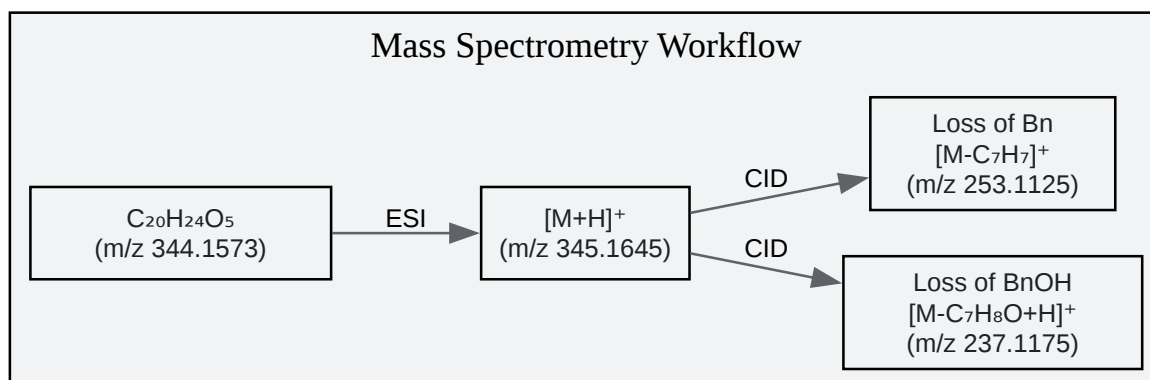 Mass Spectrometry Workflow
C₂₀H₂₄O₅
(m/z 344.1573)
ESI
[M+H]⁺
(m/z 345.1645)
CID
Loss of Bn
[M-C₇H₇]⁺
(m/z 253.1125)
CID
Loss of BnOH
[M-C₇H₈O+H]⁺
(m/z 237.1175)